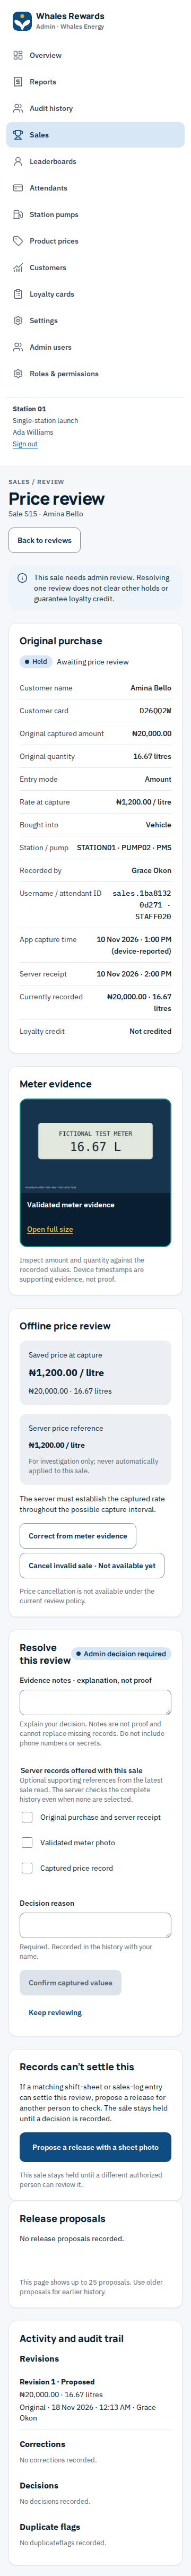 Whales Rewards
Admin · Whales Energy
Overview
Reports
Audit history
Sales
Leaderboards
Attendants
Station pumps
Product prices
Customers
Loyalty cards
Settings
Admin users
Roles & permissions
Station 01
Single-station launch
Ada Williams
Sign out
SALES / REVIEW
Price review
Sale S15 · Amina Bello
Back to reviews
This sale needs admin review. Resolving
one review does not clear other holds or
guarantee loyalty credit.
Original purchase
Held Awaiting price review
Customer name Amina Bello
Customer card D26QQ2W
Original captured amount ₦20,000.00
Original quantity 16.67 litres
Entry mode Amount
Rate at capture ₦1,200.00 / litre
Bought into Vehicle
Station / pump STATION01 · PUMP02 · PMS
Recorded by Grace Okon
Username / attendant ID sales.1ba8132
0d271 ·
STAFF020
App capture time 10 Nov 2026 · 1:00 PM
(device-reported)
Server receipt 10 Nov 2026 · 2:00 PM
Currently recorded ₦20,000.00 · 16.67
litres
Loyalty credit Not credited
Meter evidence
FICTIONAL TEST METER
16.67 L
Validated meter evidence
Open full size
Inspect amount and quantity against the
recorded values. Device timestamps are
supporting evidence, not proof.
Offline price review
Saved price at capture
₦1,200.00 / litre
₦20,000.00 · 16.67 litres
Server price reference
₦1,200.00 / litre
For investigation only; never automatically
applied to this sale.
The server must establish the captured rate
throughout the possible capture interval.
Correct from meter evidence
Cancel invalid sale · Not available yet
Price cancellation is not available under the
current review policy.
Resolve
this review
Admin decision required
Evidence notes · explanation, not proof
Explain your decision. Notes are not proof and
cannot replace missing records. Do not include
phone numbers or secrets.
Server records offered with this sale
Optional supporting references from the latest
sale read. The server checks the complete
history even when none are selected.
Original purchase and server receipt
Validated meter photo
Captured price record
Decision reason
Required. Recorded in the history with your
name.
Confirm captured values
Keep reviewing
Records can't settle this
If a matching shift-sheet or sales-log entry
can settle this review, propose a release for
another person to check. The sale stays held
until a decision is recorded.
Propose a release with a sheet photo
This sale stays held until a different authorized
person can review it.
Release proposals
No release proposals recorded.
This page shows up to 25 proposals. Use older
proposals for earlier history.
Activity and audit trail
Revisions
Revision 1 · Proposed
₦20,000.00 · 16.67 litres
Original · 18 Nov 2026 · 12:13 AM · Grace
Okon
Corrections
No corrections recorded.
Decisions
No decisions recorded.
Duplicate flags
No duplicateflags recorded.